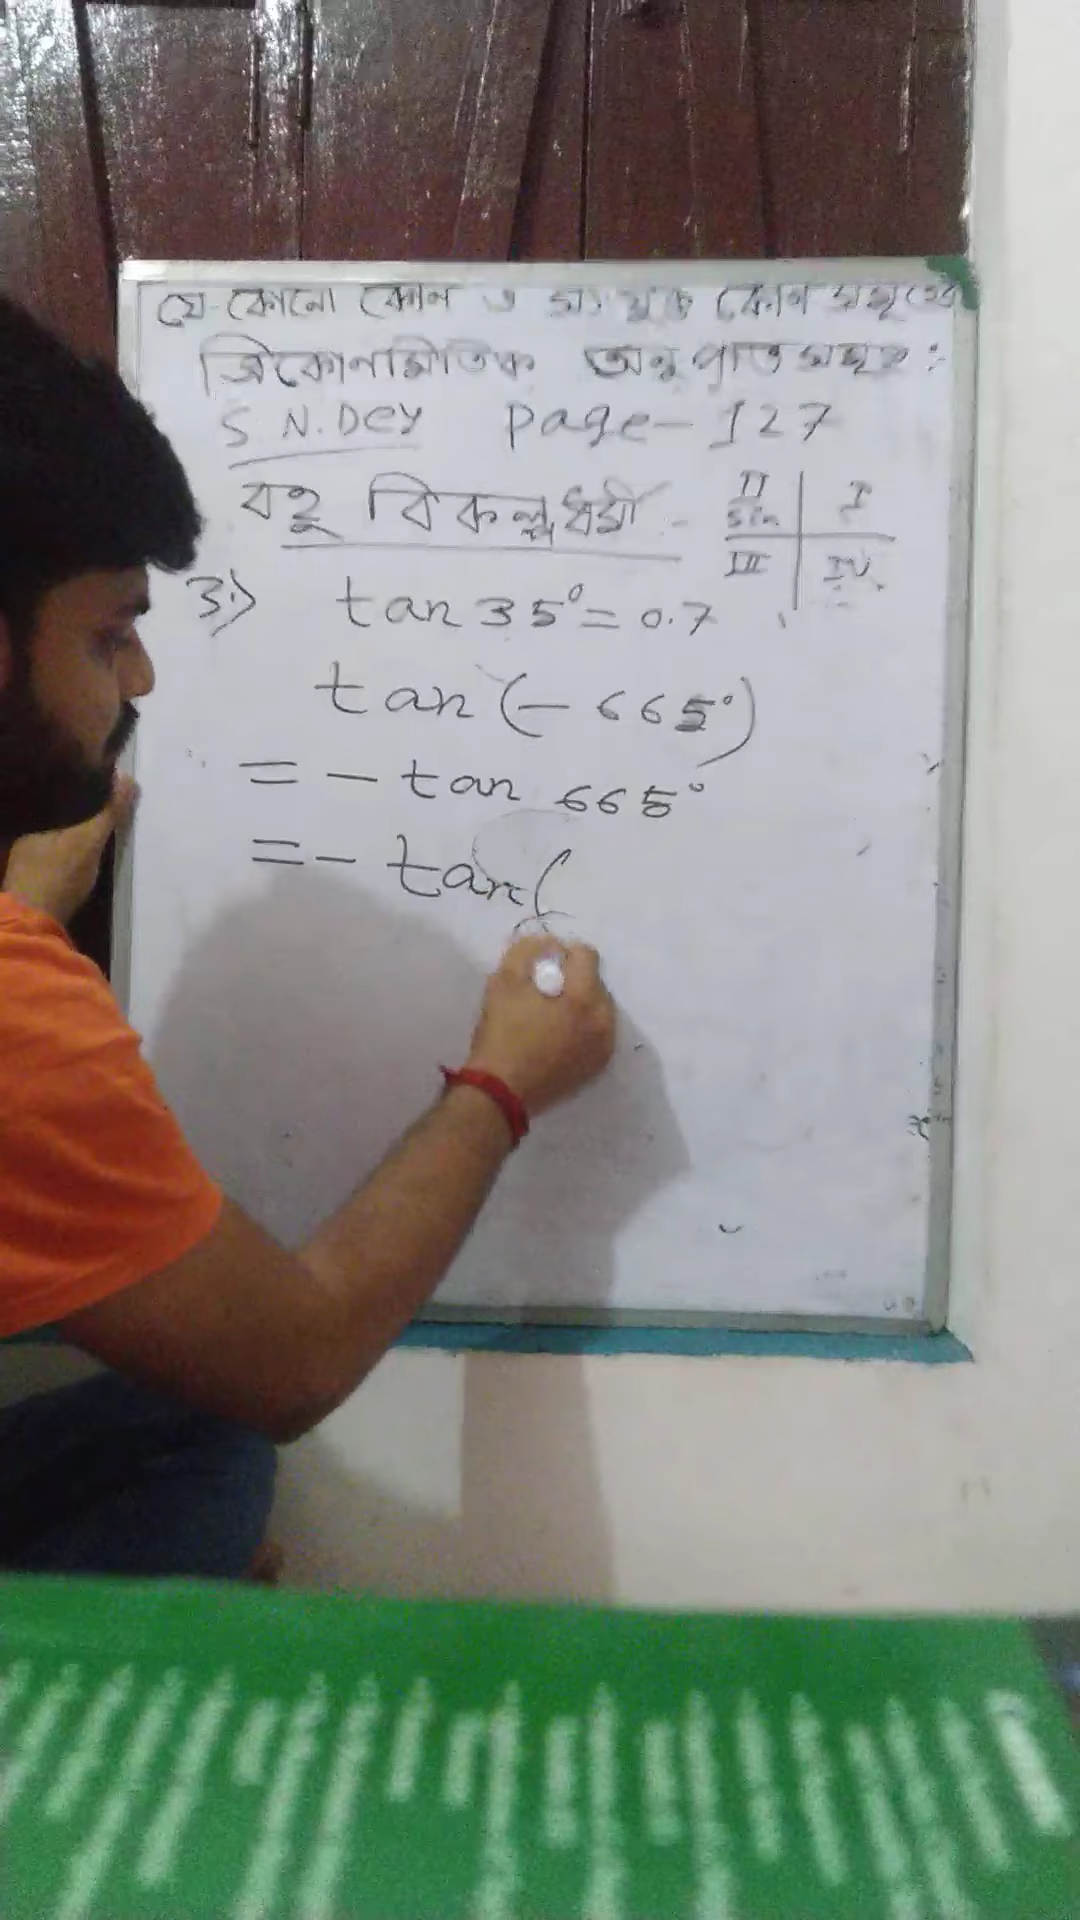 যে কোনো কোণ ও সংযুক্ত কোণ সমূহের
ত্রিকোণমিতিক অনুপাতসমূহ :
S N. Dey page - 127
বহু বিকল্পধর্মী -
II I
sin
III IV
3.) tan 35° = 0.7
tan (- 665°)
= - tan 665°
= - tan (